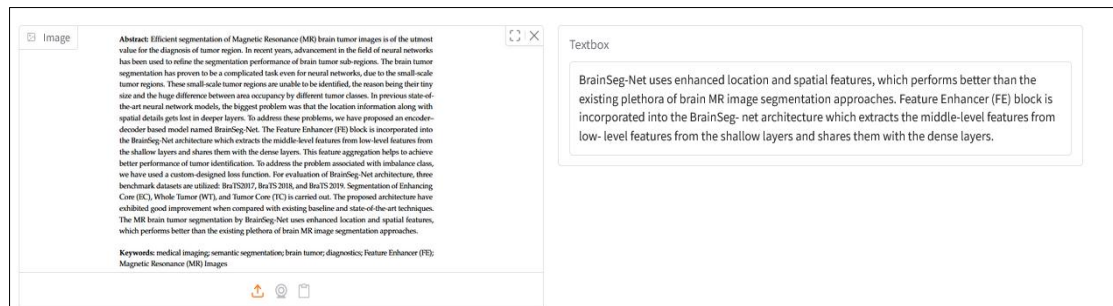 Image
Abstract: Efficient segmentation of Magnetic Resonance (MR) brain tumor images is of the utmost
value for the diagnosis of tumor region. In recent years, advancement in the field of neural networks
has been used to refine the segmentation performance of brain tumor sub-regions. The brain tumor
segmentation has proven to be a complicated task even for neural networks, due to the small-scale
tumor regions. These small-scale tumor regions are unable to be identified, the reason being their tiny
size and the huge difference between area occupancy by different tumor classes. In previous state-of-
the-art neural network models, the biggest problem was that the location information along with
spatial details gets lost in deeper layers. To address these problems, we have proposed an encoder-
decoder based model named BrainSeg-Net. The Feature Enhancer (FE) block is incorporated into
the BrainSeg-Net architecture which extracts the middle-level features from low-level features from
the shallow layers and shares them with the dense layers. This feature aggregation helps to achieve
better performance of tumor identification. To address the problem associated with imbalance class,
we have used a custom-designed loss function. For evaluation of BrainSeg-Net architecture, three
benchmark datasets are utilized: BraTS2017, BraTS 2018, and BraTS 2019. Segmentation of Enhancing
Core (EC), Whole Tumor (WT), and Tumor Core (TC) is carried out. The proposed architecture have
exhibited good improvement when compared with existing baseline and state-of-the-art techniques.
The MR brain tumor segmentation by BrainSeg-Net uses enhanced location and spatial features,
which performs better than the existing plethora of brain MR image segmentation approaches.
Keywords: medical imaging; semantic segmentation; brain tumor; diagnostics; Feature Enhancer (FE);
Magnetic Resonance (MR) Images
Textbox
BrainSeg-Net uses enhanced location and spatial features, which performs better than the
existing plethora of brain MR image segmentation approaches. Feature Enhancer (FE) block is
incorporated into the BrainSeg- net architecture which extracts the middle-level features from
low- level features from the shallow layers and shares them with the dense layers.